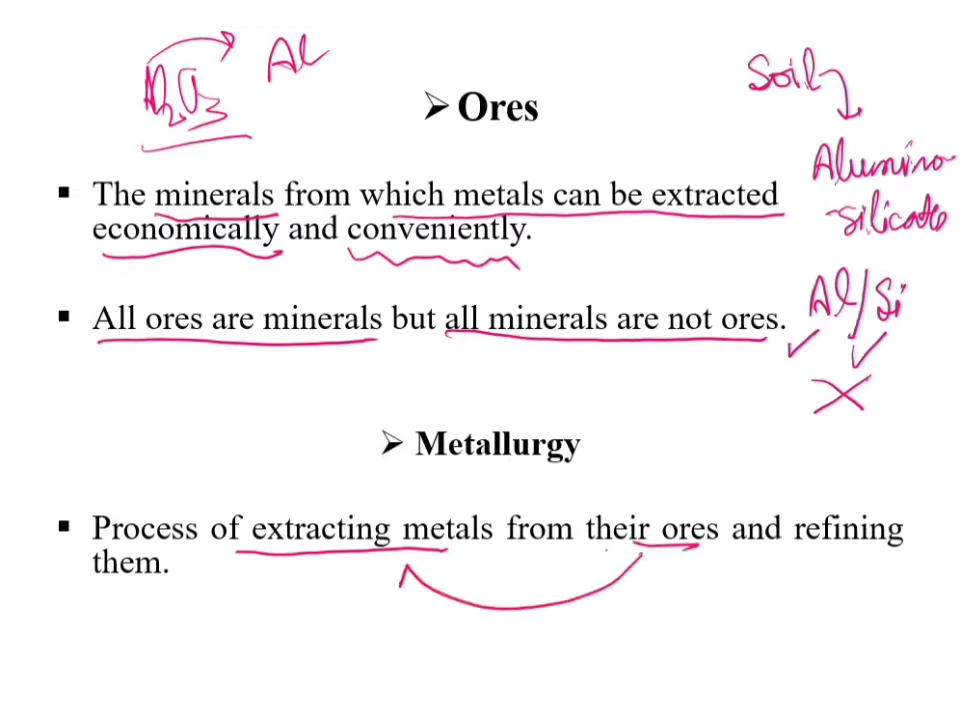 Al2O3 Al
➢ Ores
Soil
▪ The minerals from which metals can be extracted
economically and conveniently.
Alumino
silicate
▪ All ores are minerals but all minerals are not ores.
Al/Si
➢ Metallurgy
▪ Process of extracting metals from their ores and refining
them.